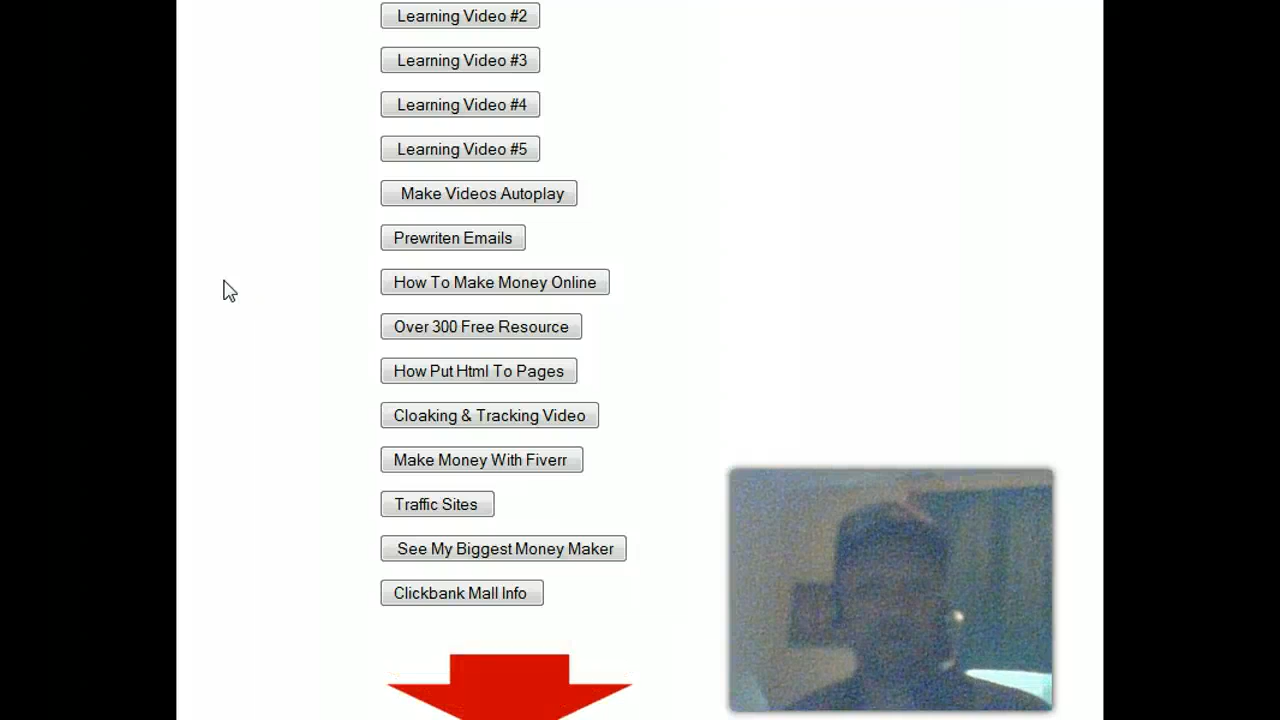 Learning Video #2
Learning Video #3
Learning Video #4
Learning Video #5
Make Videos Autoplay
Prewriten Emails
How To Make Money Online
Over 300 Free Resource
How Put Html To Pages
Cloaking & Tracking Video
Make Money With Fiverr
Traffic Sites
See My Biggest Money Maker
Clickbank Mall Info